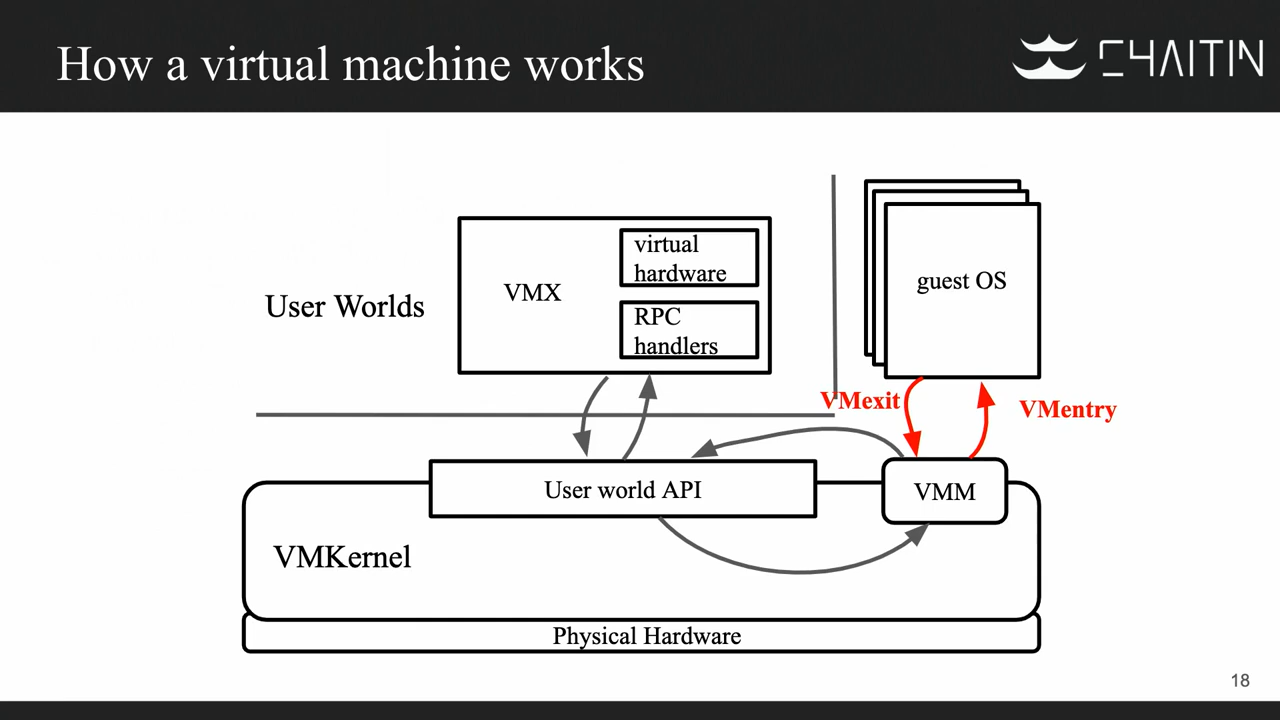 How a virtual machine works
CHAITIN
virtual
hardware
VMX
RPC
handlers
User Worlds
guest OS
VMexit
VMentry
User world API
VMM
VMKernel
Physical Hardware
18